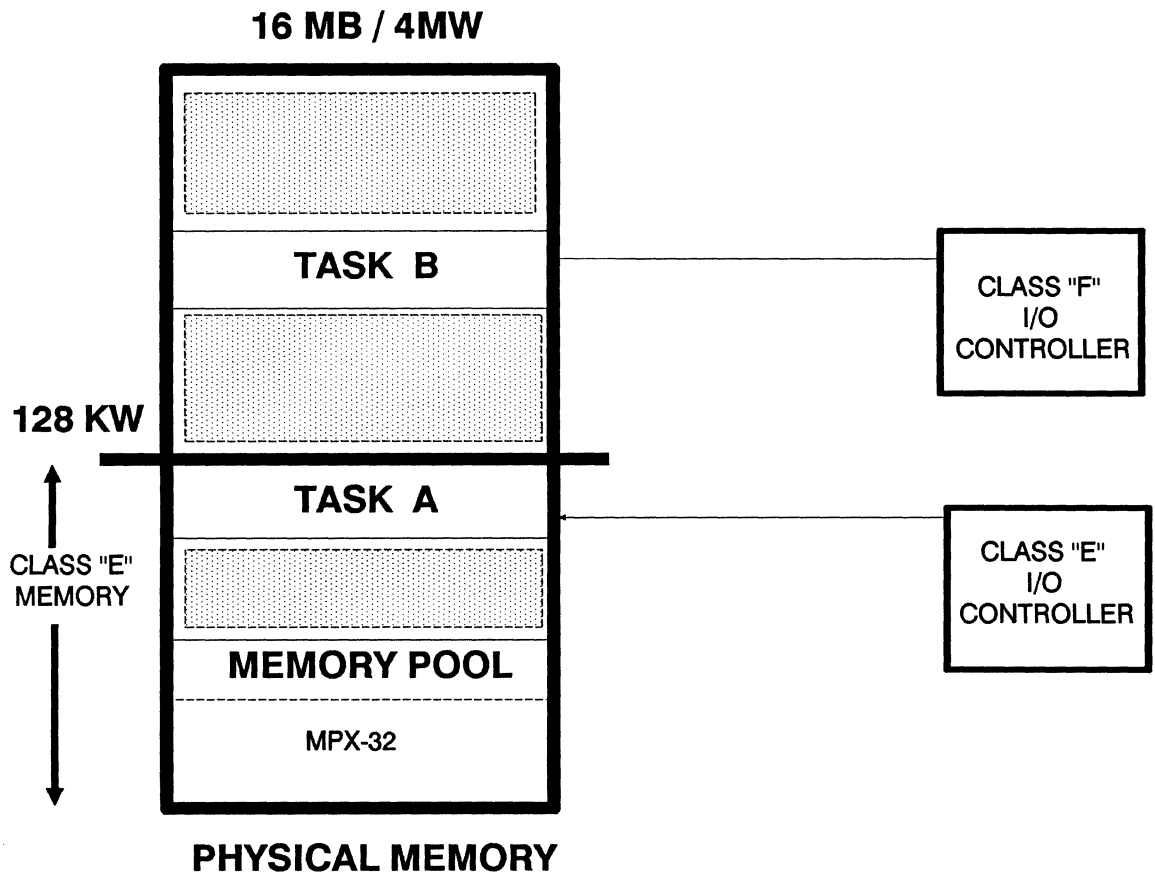 16 MB / 4MW
TASK B
CLASS "F"
I/O
CONTROLLER
128 KW
TASK A
CLASS "E"
MEMORY
CLASS "E"
I/O
CONTROLLER
MEMORY POOL
MPX-32
PHYSICAL MEMORY